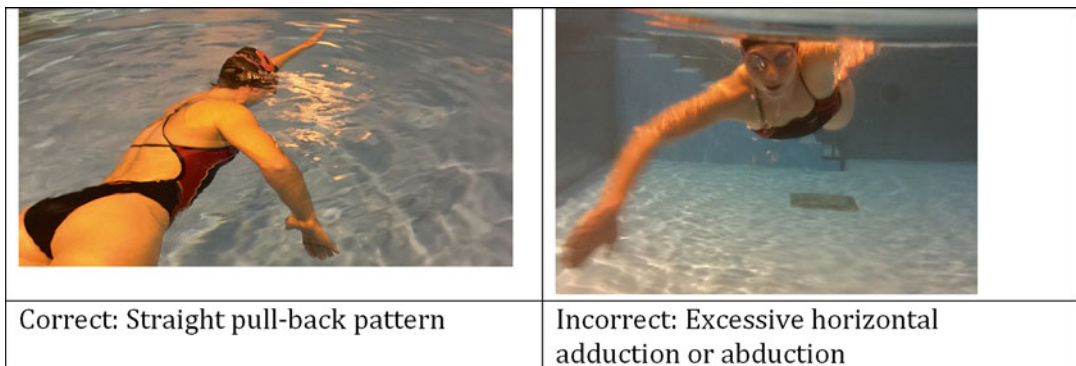 Correct: Straight pull-back pattern
Incorrect: Excessive horizontal
adduction or abduction